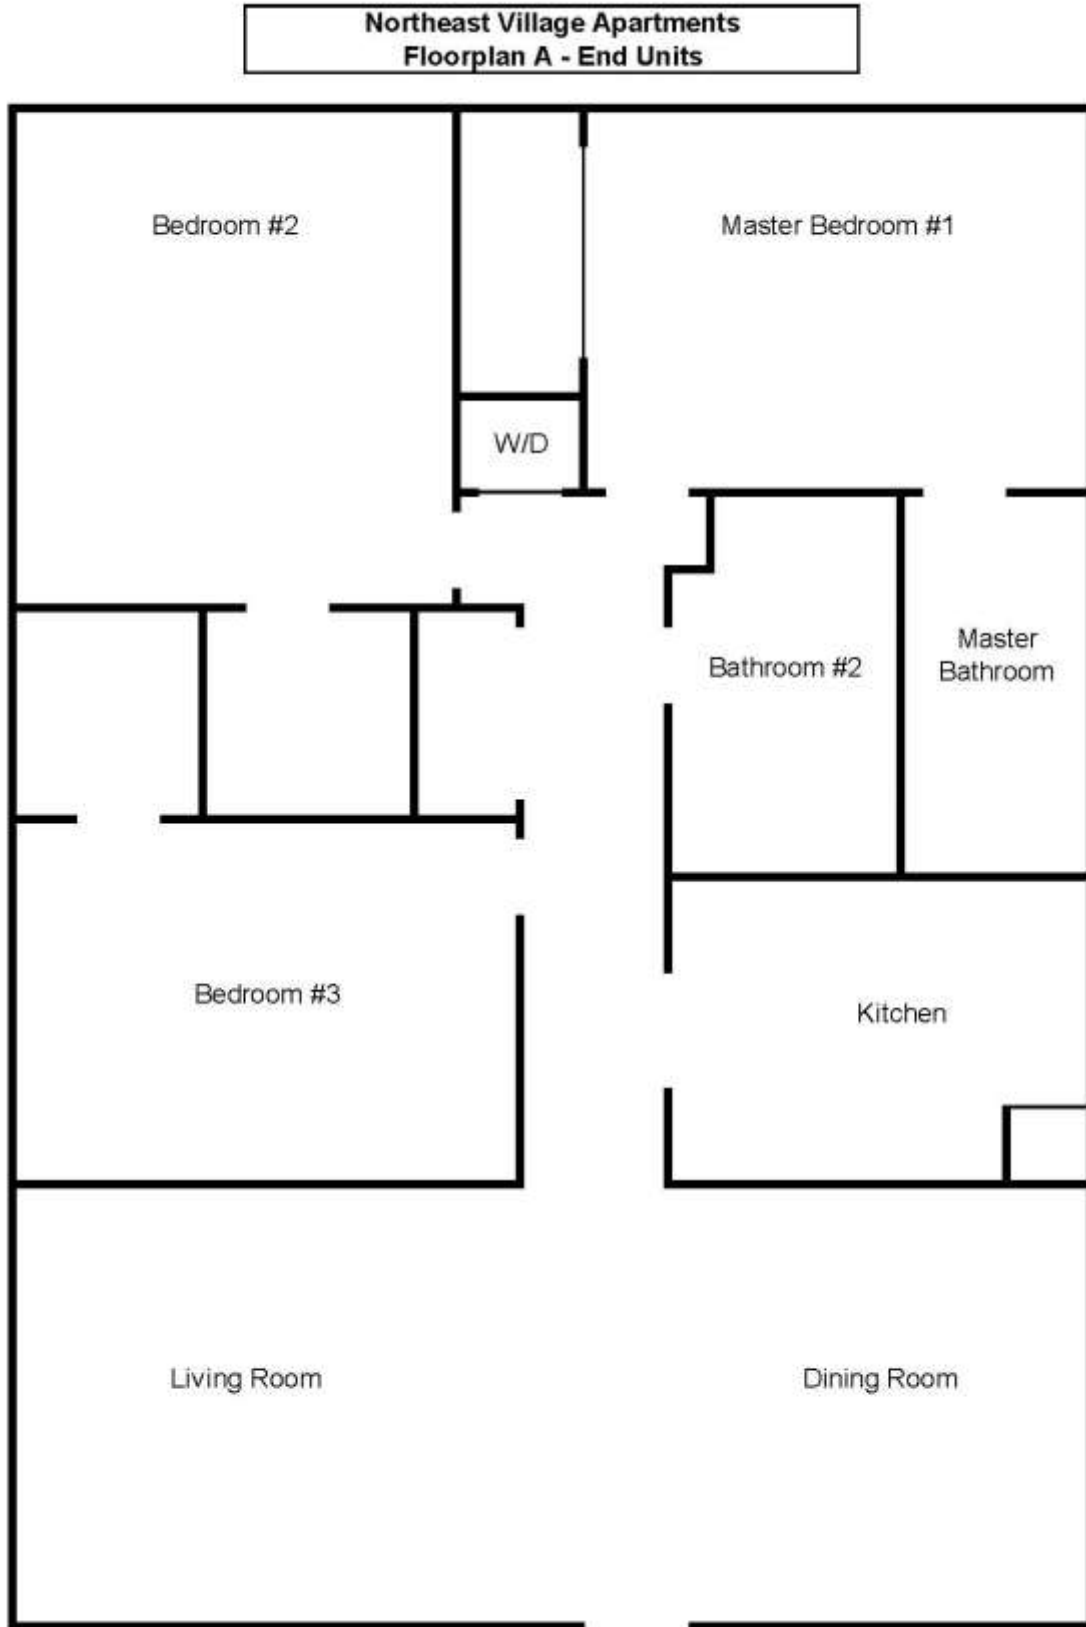 Northeast Village Apartments
Floorplan A - End Units
Bedroom #2
Master Bedroom #1
W/D
Bathroom #2
Master
Bathroom
Bedroom #3
Kitchen
Living Room
Dining Room